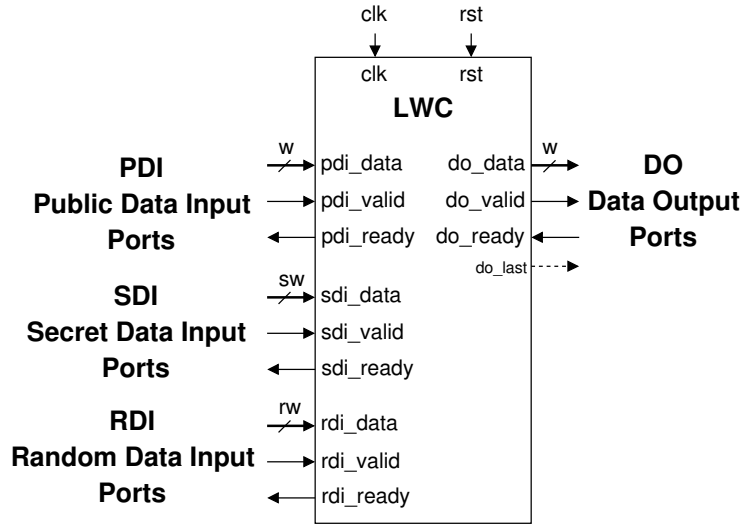 clk rst
clk rst
LWC
w
PDI
Public Data Input
Ports
pdi_data
pdi_valid
pdi_ready
do_data
do_valid
do_ready
do_last
w
DO
Data Output
Ports
sw
SDI
Secret Data Input
Ports
sdi_data
sdi_valid
sdi_ready
rw
RDI
Random Data Input
Ports
rdi_data
rdi_valid
rdi_ready